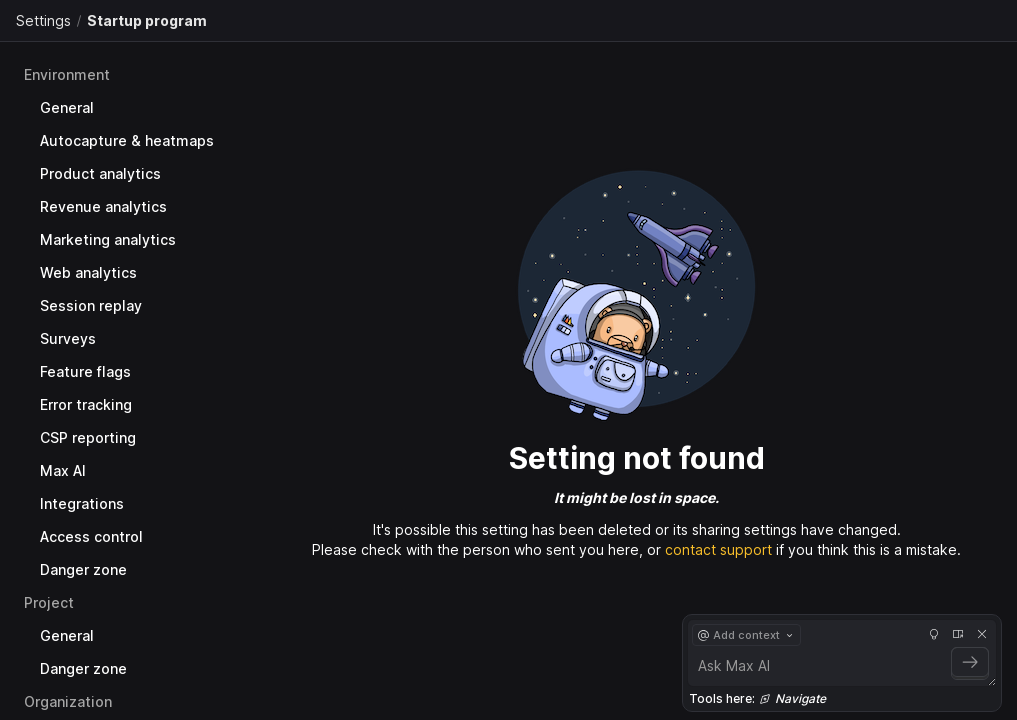 Settings / Startup program
Environment
General
Autocapture & heatmaps
Product analytics
Revenue analytics
Marketing analytics
Web analytics
Session replay
Surveys
Feature flags
Error tracking
CSP reporting
Max AI
Integrations
Access control
Danger zone
Project
General
Danger zone
Organization
Setting not found
It might be lost in space.
It's possible this setting has been deleted or its sharing settings have changed.
Please check with the person who sent you here, or contact support if you think this is a mistake.
@ Add context
Ask Max AI
Tools here: Navigate